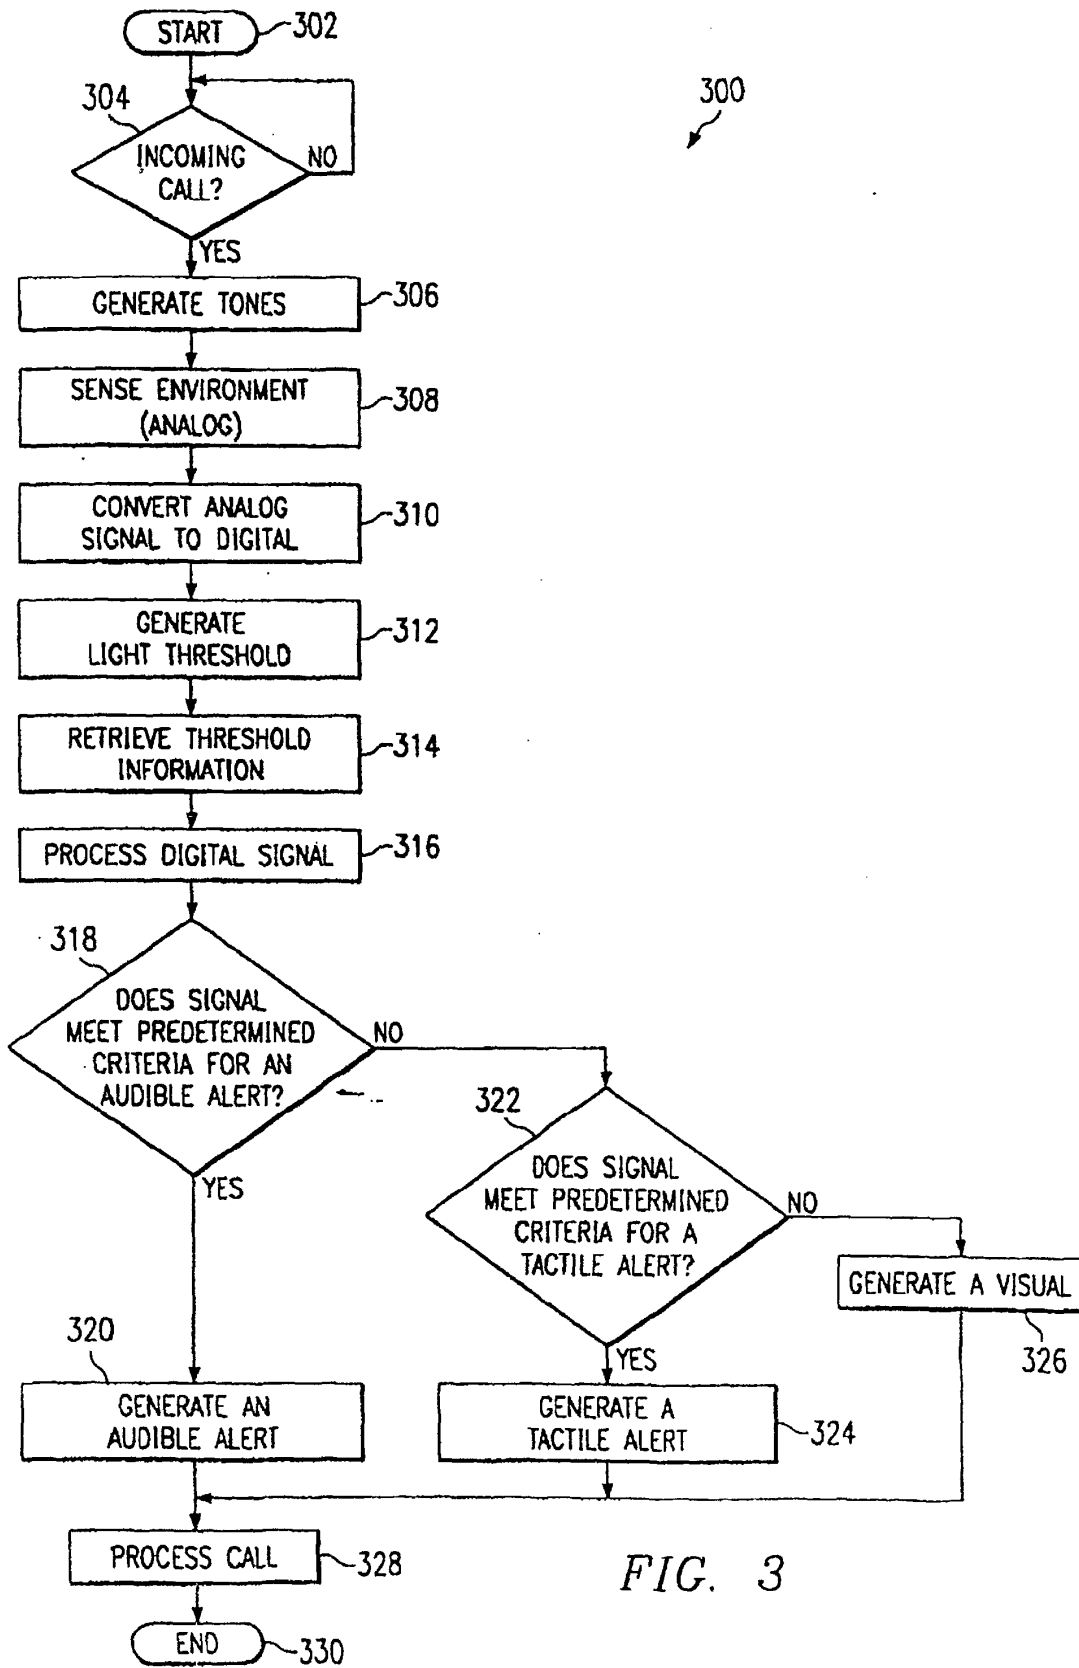 START
302
300
304
INCOMING
CALL?
NO
YES
GENERATE TONES
306
SENSE ENVIRONMENT
(ANALOG)
308
CONVERT ANALOG
SIGNAL TO DIGITAL
310
GENERATE
LIGHT THRESHOLD
312
RETRIEVE THRESHOLD
INFORMATION
314
PROCESS DIGITAL SIGNAL
316
318
DOES SIGNAL
MEET PREDETERMINED
CRITERIA FOR AN
AUDIBLE ALERT?
NO
YES
322
DOES SIGNAL
MEET PREDETERMINED
CRITERIA FOR A
TACTILE ALERT?
NO
YES
GENERATE A VISUAL
326
320
GENERATE AN
AUDIBLE ALERT
GENERATE A
TACTILE ALERT
324
PROCESS CALL
328
FIG. 3
END
330